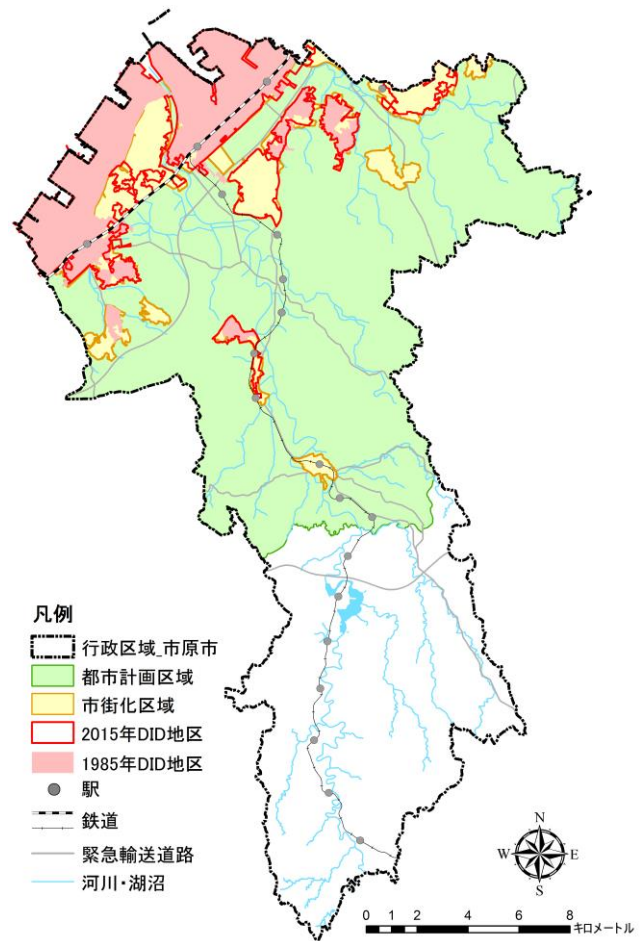 凡例
行政区域_市原市
都市計画区域
市街化区域
2015年DID地区
1985年DID地区
駅
鉄道
緊急輸送道路
河川・湖沼
N
W E
S
0 1 2 4 6 8 キロメートル